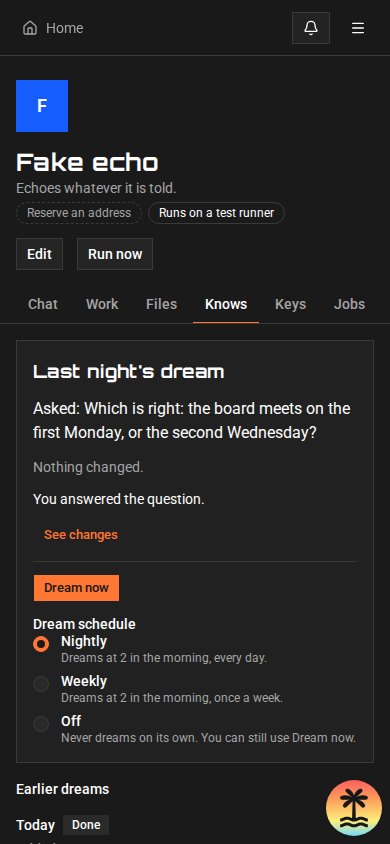 Home
F
Fake echo
Echoes whatever it is told.
Reserve an address Runs on a test runner
Edit Run now
Chat Work Files Knows Keys Jobs
Last night's dream
Asked: Which is right: the board meets on the
first Monday, or the second Wednesday?
Nothing changed.
You answered the question.
See changes
Dream now
Dream schedule
Nightly
Dreams at 2 in the morning, every day.
Weekly
Dreams at 2 in the morning, once a week.
Off
Never dreams on its own. You can still use Dream now.
Earlier dreams
Today Done